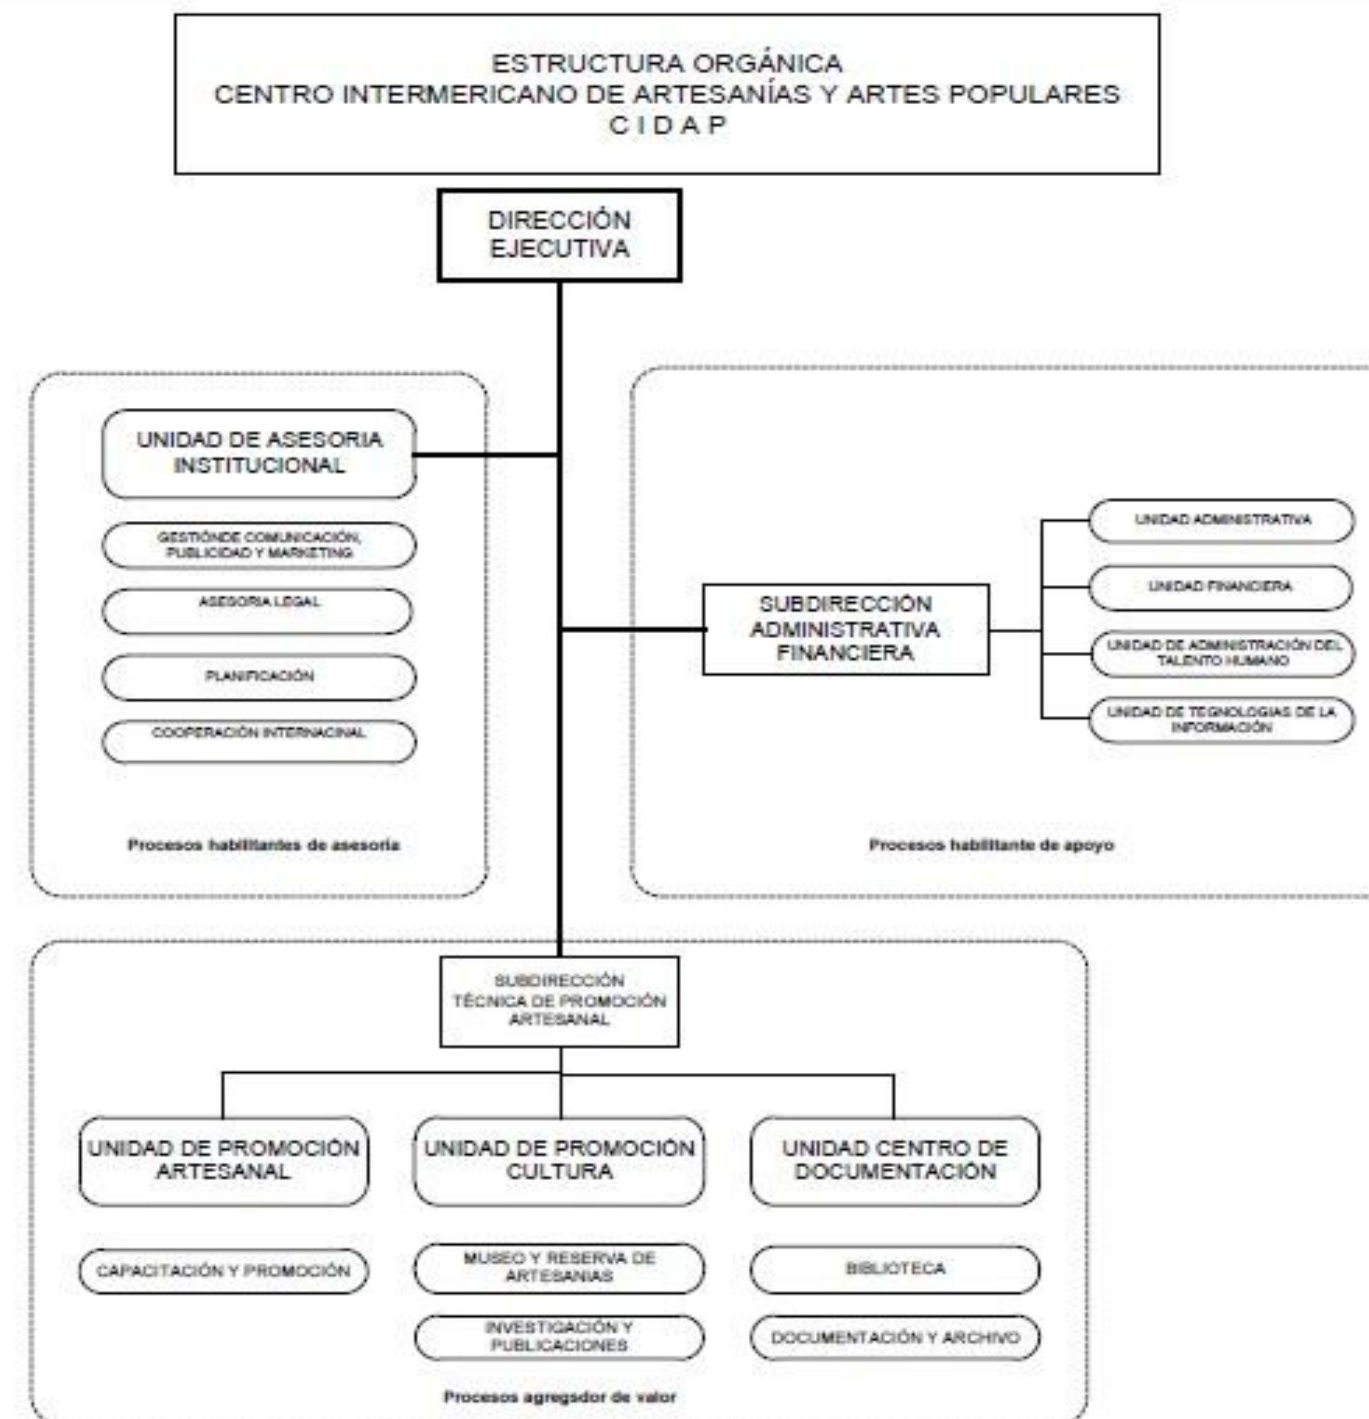 ESTRUCTURA ORGÁNICA
CENTRO INTERMERICANO DE ARTESANÍAS Y ARTES POPULARES
C I D A P
DIRECCIÓN
EJECUTIVA
UNIDAD DE ASESORIA
INSTITUCIONAL
GESTIÓNDE COMUNICACIÓN,
PUBLICIDAD Y MARKETING
ASESORIA LEGAL
PLANIFICACIÓN
COOPERACIÓN INTERNACINAL
Procesos habilitantes de asesoría
SUBDIRECCIÓN
ADMINISTRATIVA
FINANCIERA
UNIDAD ADMINISTRATIVA
UNIDAD FINANCIERA
UNIDAD DE ADMINISTRACIÓN DEL
TALENTO HUMANO
UNIDAD DE TEGNOLOGIAS DE LA
INFORMACIÓN
Procesos habilitante de apoyo
SUBDIRECCIÓN
TÉCNICA DE PROMOCIÓN
ARTESANAL
UNIDAD DE PROMOCIÓN
ARTESANAL
CAPACITACIÓN Y PROMOCIÓN
UNIDAD DE PROMOCIÓN
CULTURA
MUSEO Y RESERVA DE
ARTESANIAS
INVESTIGACIÓN Y
PUBLICACIONES
UNIDAD CENTRO DE
DOCUMENTACIÓN
BIBLIOTECA
DOCUMENTACIÓN Y ARCHIVO
Procesos agregsdor de valor